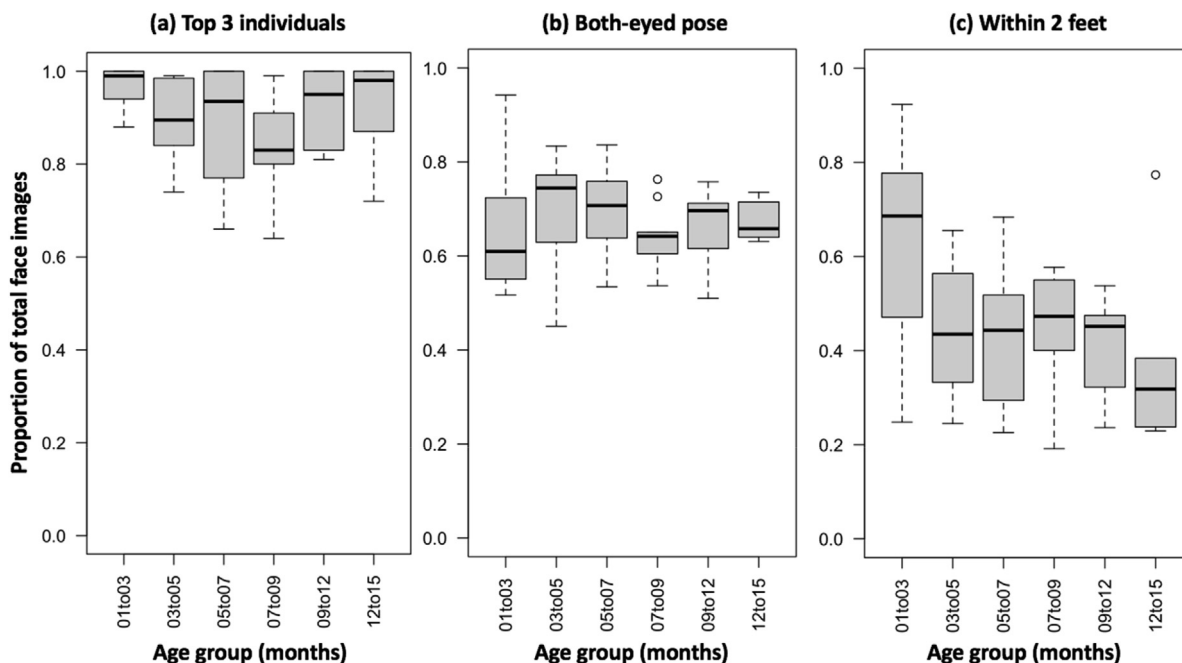 (a) Top 3 individuals
(b) Both-eyed pose
(c) Within 2 feet
Proportion of total face images
1.0
0.8
0.6
0.4
0.2
0.0
01to03
03to05
05to07
07to09
09to12
12to15
Age group (months)
1.0
0.8
0.6
0.4
0.2
0.0
01to03
03to05
05to07
07to09
09to12
12to15
Age group (months)
1.0
0.8
0.6
0.4
0.2
0.0
01to03
03to05
05to07
07to09
09to12
12to15
Age group (months)